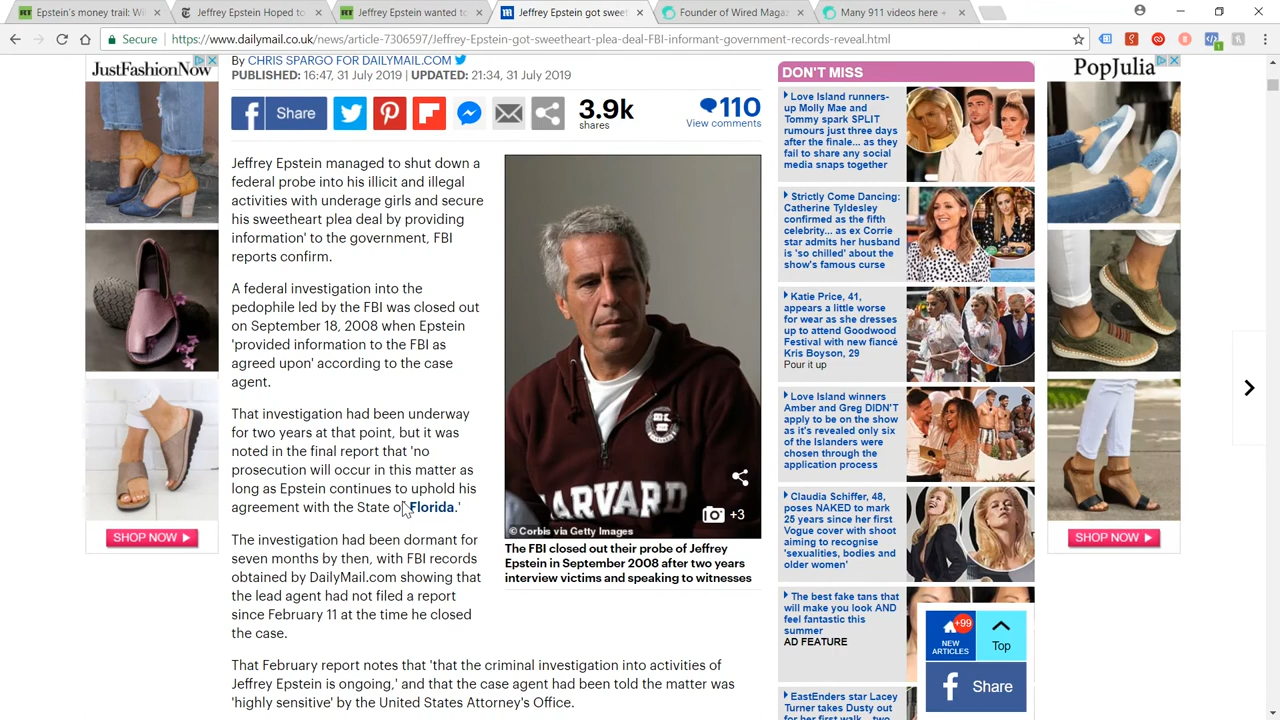 Epstein's money trail: Wil
Jeffrey Epstein Hoped to
Jeffrey Epstein wanted to
Jeffrey Epstein got sweet
Founder of Wired Magaz
Many 911 videos here +
Secure
https://www.dailymail.co.uk/news/article-7306597/Jeffrey-Epstein-got-sweetheart-plea-deal-FBI-informant-government-records-reveal.html
JustFashionNow
SHOP NOW
By CHRIS SPARGO FOR DAILYMAIL.COM
PUBLISHED: 16:47, 31 July 2019 | UPDATED: 21:34, 31 July 2019
Share
3.9k
shares
110
View comments
Jeffrey Epstein managed to shut down a
federal probe into his illicit and illegal
with underage girls and secure
his sweetheart plea deal by providing
information' to the government, FBI
reports
A federal investigation into the
pedophile led by the FBI was closed out
on September 18, 2008 when Epstein
'provided information to the FBI as
agreed upon' according to the case
agent.
That investigation had been underway
for two years at that point, but it was
noted in the final report that 'no
prosecution will occur in this matter as
long as Epstein continues to uphold his
agreement with the State of Florida.'
The investigation had been dormant for
seven months by then, with FBI records
obtained by DailyMail.com showing that
the lead agent had not filed a report
since February 11 at the time he closed
the case.
That February report notes that 'that the criminal investigation into activities of
Jeffrey Epstein is ongoing,' and that the case agent had been told the matter was
by the United States Attorney's Office.
HARVARD
+3
© Corbis via Getty Images
The FBI closed out their probe of Jeffrey
Epstein in September 2008 after two years
interview victims and speaking to witnesses
DON'T MISS
Love Island runners-
up Molly Mae and
Tommy spark SPLIT
rumours just three days
after the finale... as they
fail to share any social
media snaps together
Strictly Come Dancing:
Catherine Tyldesley
confirmed as the fifth
celebrity... as ex Corrie
star admits her husband
is 'so chilled' about the
show's famous curse
Katie Price, 41,
appears a little worse
for wear as she dresses
up to attend Goodwood
Festival with new fiancé
Kris Boyson, 29
Pour it up
Love Island winners
Amber and Greg DIDN'T
apply to be on the show
as it's revealed only six
of the Islanders were
chosen through the
application process
Claudia Schiffer, 48,
poses NAKED to mark
25 years since her first
Vogue cover with shoot
aiming to recognise
'sexualities, bodies and
older women'
The best fake tans that
will make you look AND
feel fantastic this
summer
AD FEATURE
EastEnders star Lacey
Turner takes Dusty out
for her first walk... two
+99
NEW
ARTICLES
Top
Share
PopJulia
SHOP NOW